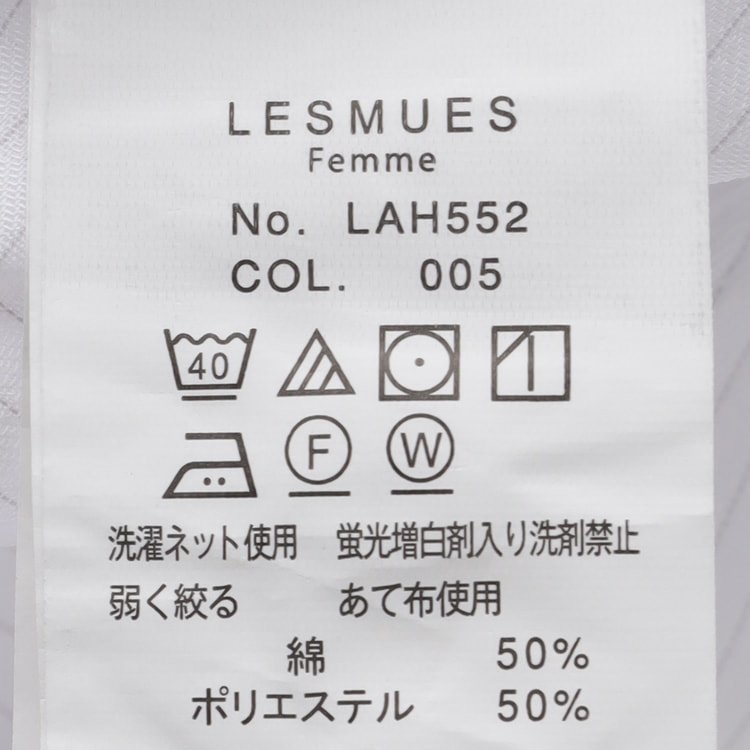 LESMUES
Femme
No. LAH552
COL. 005
40
F W
洗濯ネット使用 蛍光増白剤入り洗剤禁止
弱く絞る あて布使用
綿 50%
ポリエステル 50%